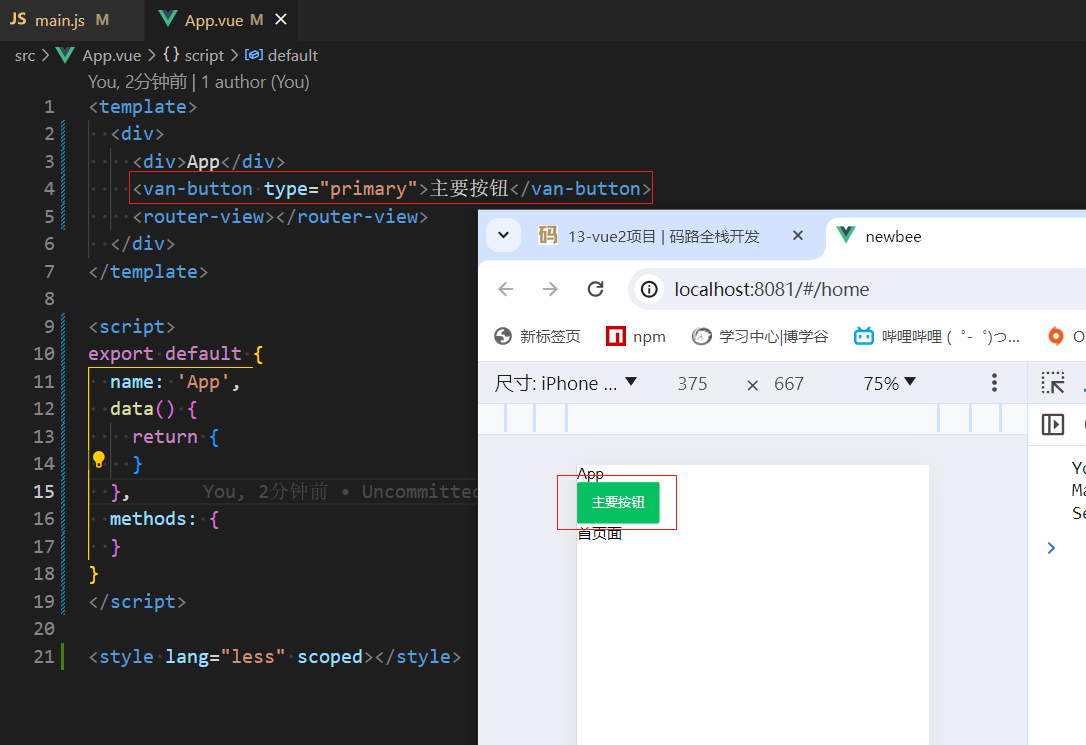 JS main.js M App.vue M ×
src > App.vue > {} script > default
You, 2分钟前 | 1 author (You)
1 <template>
2 <div>
3 <div>App</div>
4 <van-button type="primary">主要按钮</van-button>
5 <router-view></router-view>
6 </div>
7 </template>
8
9 <script>
10 export default {
11 name: 'App',
12 data() {
13 return {
14 }
15 }, You, 2分钟前 • Uncommitted
16 methods: {
17 }
18 }
19 </script>
20
21 <style lang="less" scoped></style>
码 13-vue2项目 | 码路全栈开发 × newbee
localhost:8081/#/home
新标签页 npm 学习中心|博学谷 哔哩哔哩 (゜-゜)つ... O
尺寸: iPhone ... ▼ 375 × 667 75% ▼
App
主要按钮
首页面
Yo
Ma
Se